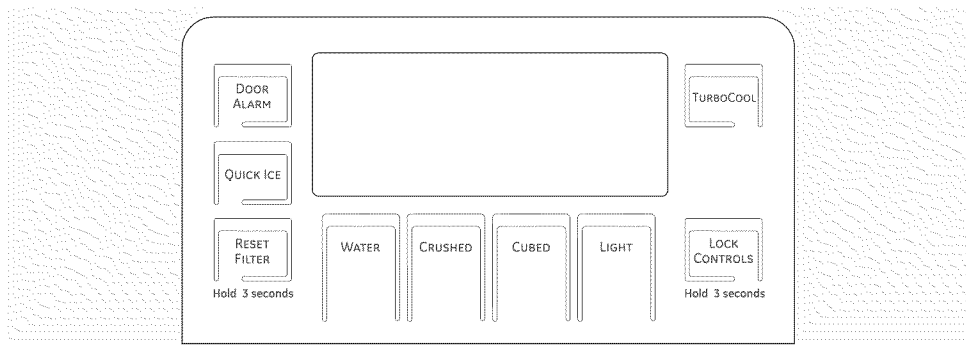 DOOR
ALARM
TURBOCOOL
QUICK ICE
RESET
FILTER
WATER
CRUSHED
CUBED
LIGHT
LOCK
CONTROLS
Hold 3 seconds
Hold 3 seconds